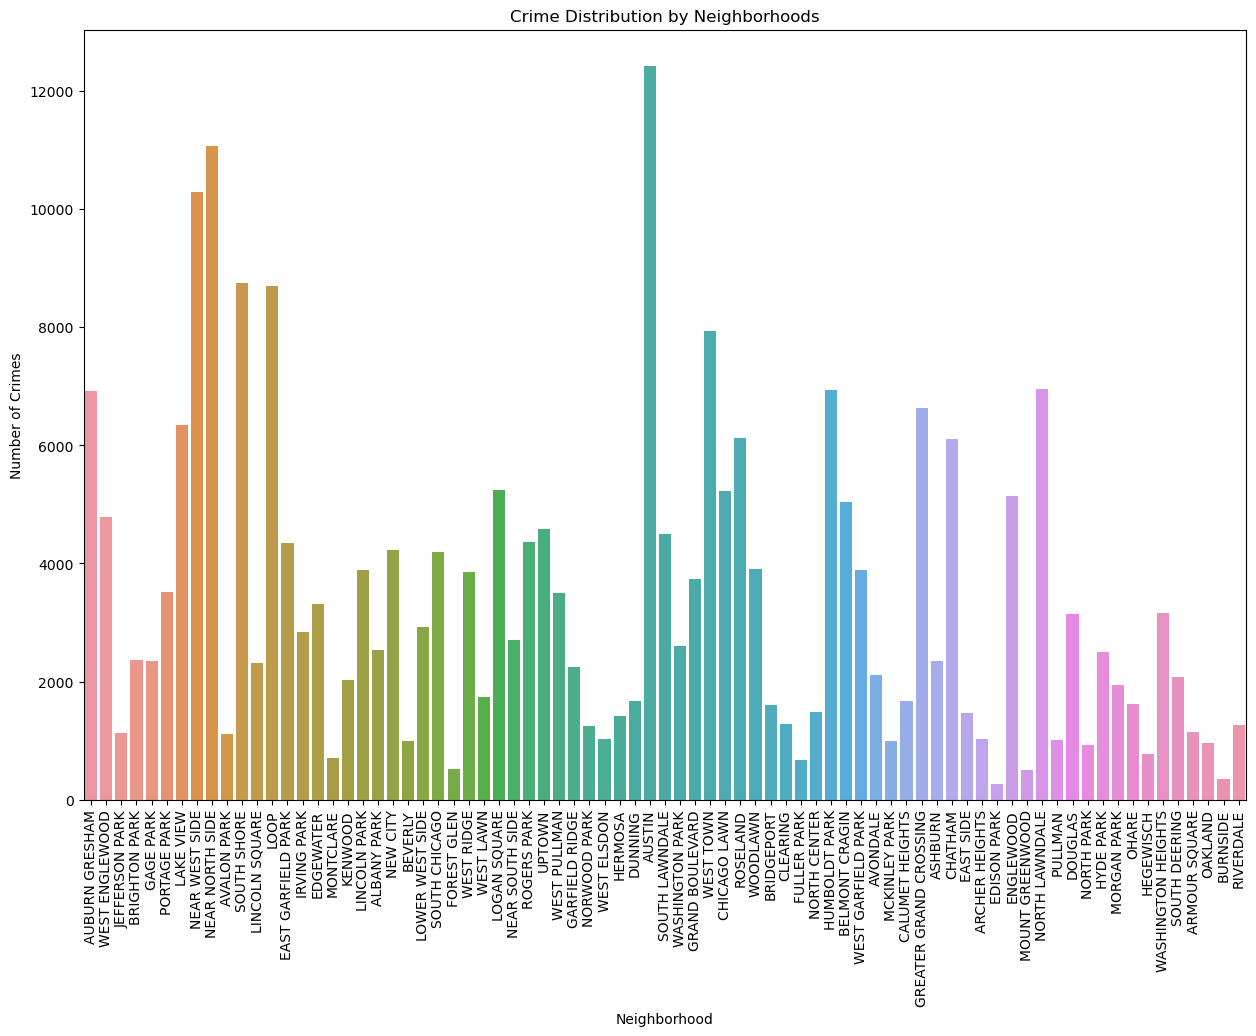 Crime Distribution by Neighborhoods
Number of Crimes
12000
10000
8000
6000
4000
2000
0
AUBURN GRESHAM
WEST ENGLEWOOD
JEFFERSON PARK
BRIGHTON PARK
GAGE PARK
PORTAGE PARK
LAKE VIEW
NEAR WEST SIDE
NEAR NORTH SIDE
AVALON PARK
SOUTH SHORE
LINCOLN SQUARE
LOOP
EAST GARFIELD PARK
IRVING PARK
EDGEWATER
MONTCLARE
KENWOOD
LINCOLN PARK
ALBANY PARK
NEW CITY
BEVERLY
LOWER WEST SIDE
SOUTH CHICAGO
FOREST GLEN
WEST RIDGE
WEST LAWN
LOGAN SQUARE
NEAR SOUTH SIDE
ROGERS PARK
UPTOWN
WEST PULLMAN
GARFIELD RIDGE
NORWOOD PARK
WEST ELSDON
HERMOSA
DUNNING
AUSTIN
SOUTH LAWNDALE
WASHINGTON PARK
GRAND BOULEVARD
WEST TOWN
CHICAGO LAWN
ROSELAND
WOODLAWN
BRIDGEPORT
CLEARING
FULLER PARK
NORTH CENTER
HUMBOLDT PARK
BELMONT CRAGIN
WEST GARFIELD PARK
AVONDALE
MCKINLEY PARK
CALUMET HEIGHTS
GREATER GRAND CROSSING
ASHBURN
CHATHAM
EAST SIDE
ARCHER HEIGHTS
EDISON PARK
ENGLEWOOD
MOUNT GREENWOOD
NORTH LAWNDALE
PULLMAN
DOUGLAS
NORTH PARK
HYDE PARK
MORGAN PARK
OHARE
HEGEWISCH
WASHINGTON HEIGHTS
SOUTH DEERING
ARMOUR SQUARE
OAKLAND
BURNSIDE
RIVERDALE
Neighborhood